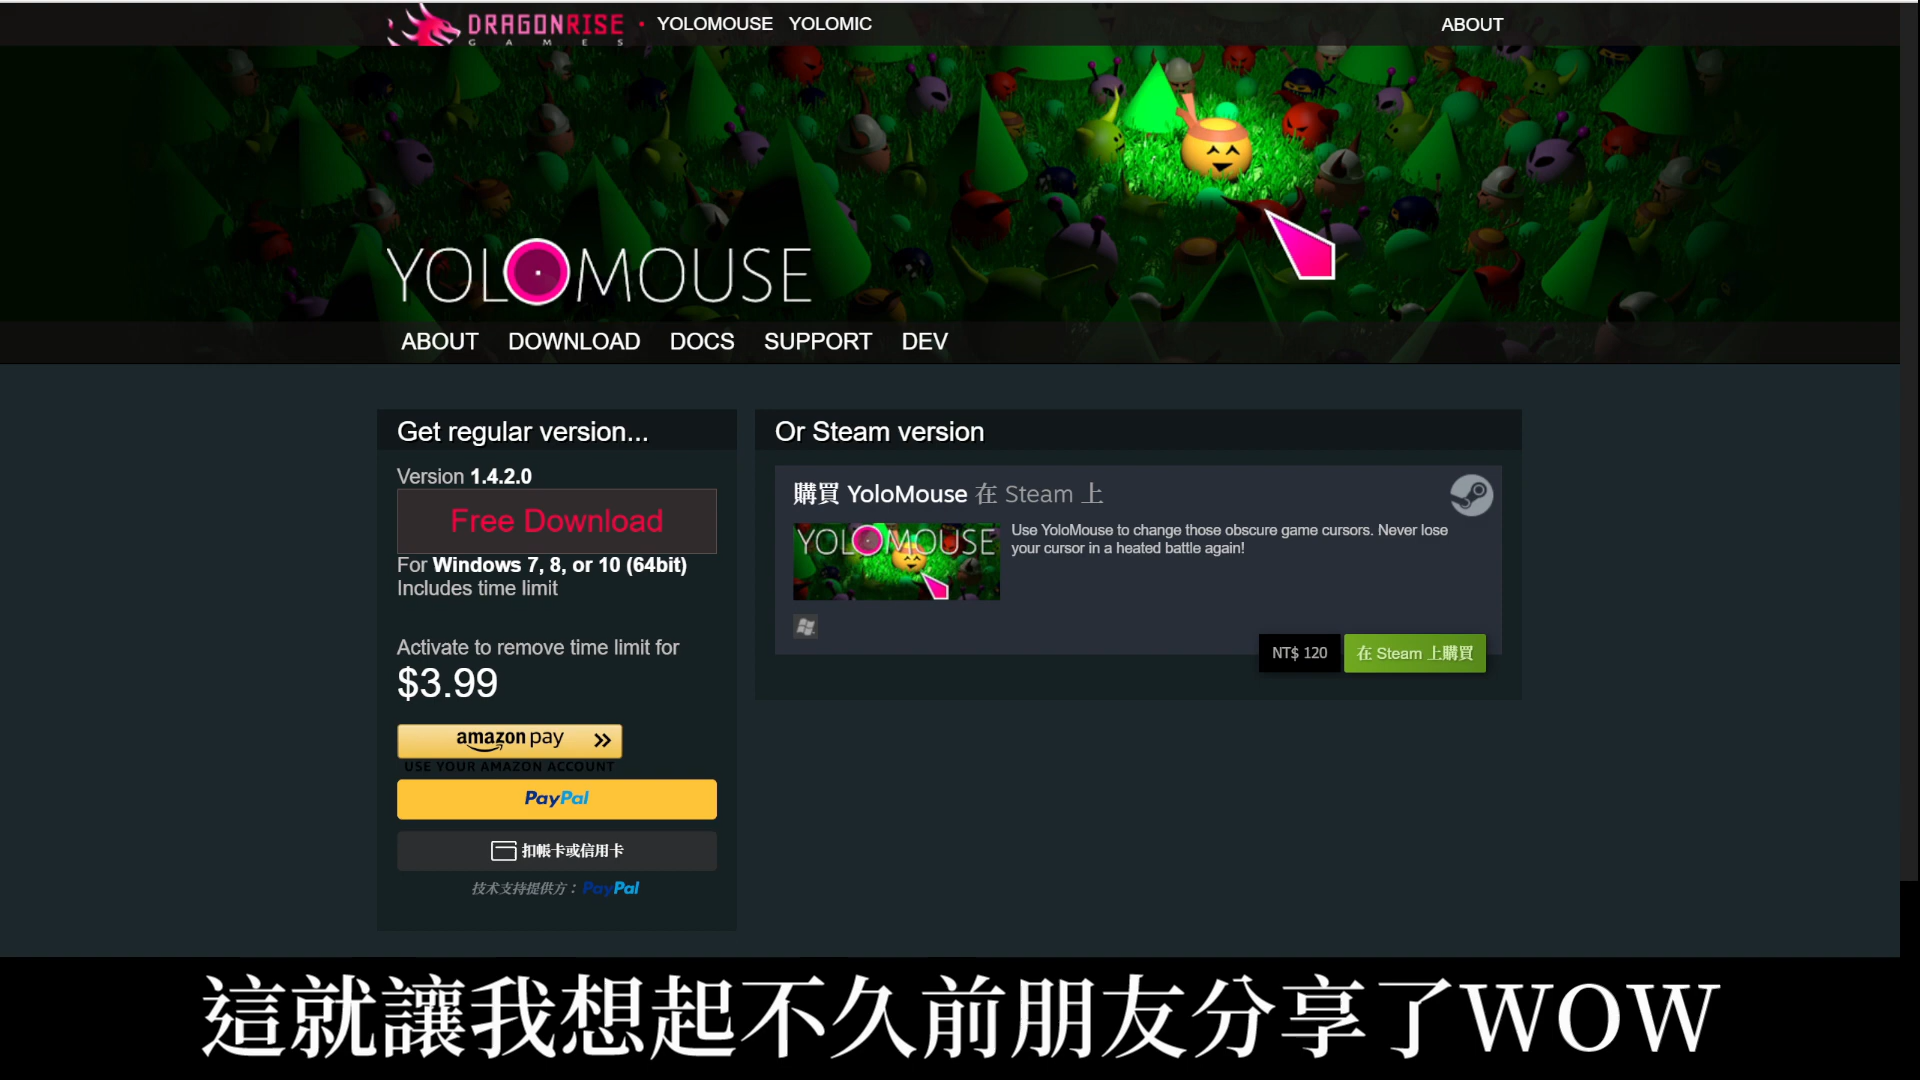 DRAGONRISE
GAMES
YOLOMOUSE
YOLOMIC
ABOUT
YOLOMOUSE
ABOUT
DOWNLOAD
DOCS
SUPPORT
DEV
Get regular version...
Version 1.4.2.0
Free Download
For Windows 7, 8, or 10 (64bit)
Includes time limit
Activate to remove time limit for
$3.99
amazon pay
USE YOUR AMAZON ACCOUNT
PayPal
扣帳卡或信用卡
技术支持提供方： PayPal
Or Steam version
購買 YoloMouse 在 Steam 上
YOLOMOUSE
Use YoloMouse to change those obscure game cursors. Never lose
your cursor in a heated battle again!
NT$ 120
在 Steam 上購買
這就讓我想起不久前朋友分享了WOW